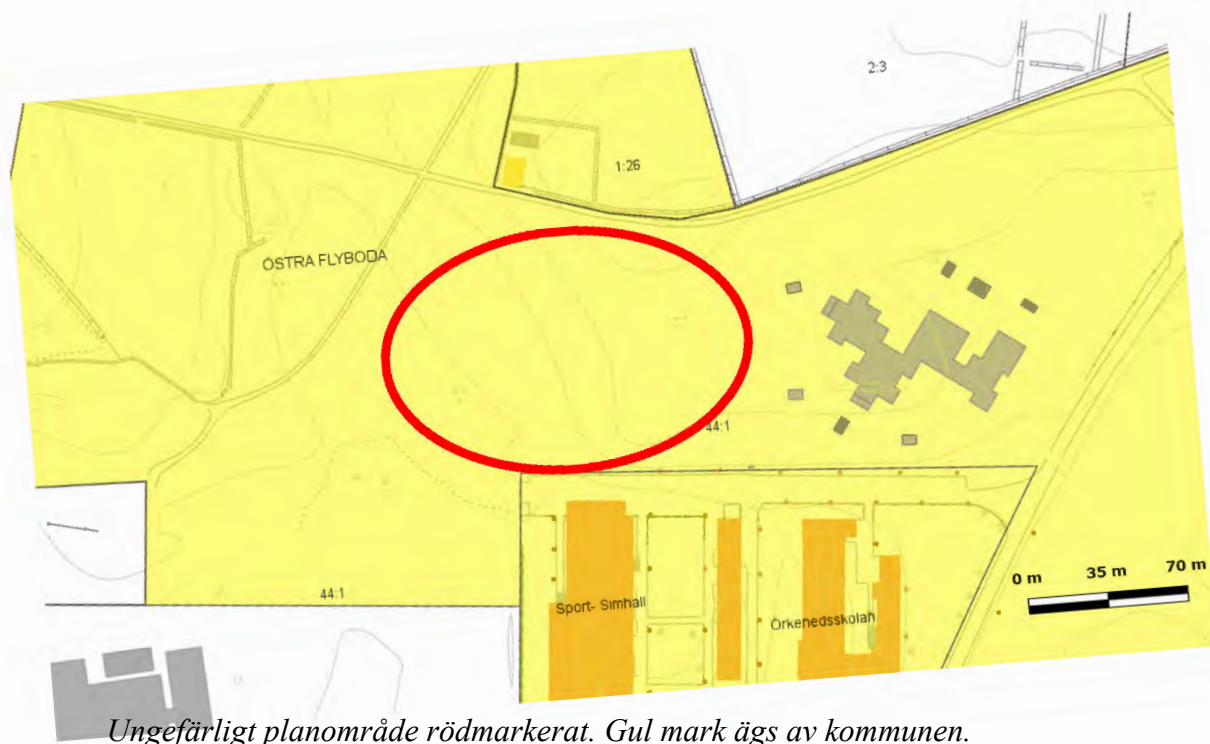 2:3
1:26
ÖSTRA FLYBODA
44:1
0 m 35 m 70 m
44:1
Sport- Simhall
Örkenedsskolan
Ungefärligt planområde rödmarkerat. Gul mark ägs av kommunen.